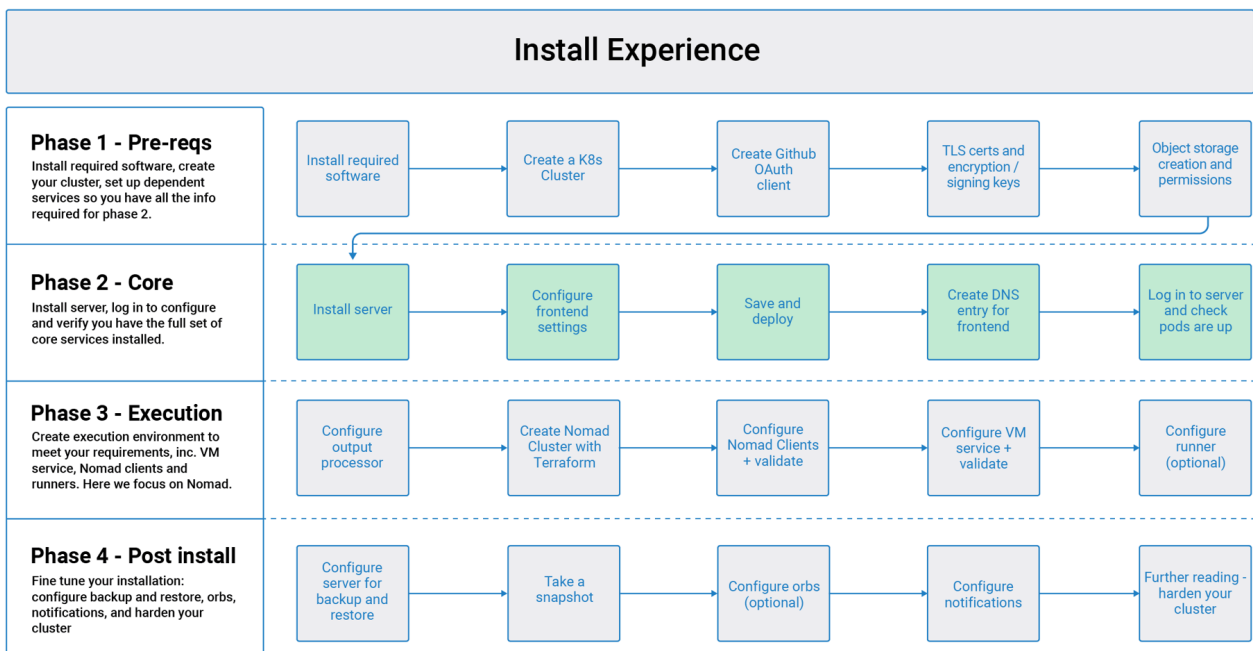 Install Experience
Phase 1 - Pre-reqs
Install required software, create
your cluster, set up dependent
services so you have all the info
required for phase 2.
Install required
software
Create a K8s
Cluster
Create Github
OAuth
client
TLS certs and
encryption /
signing keys
Object storage
creation and
permissions
Phase 2 - Core
Install server, log in to configure
and verify you have the full set of
core services installed.
Install server
Configure
frontend
settings
Save and
deploy
Create DNS
entry for
frontend
Log in to server
and check
pods are up
Phase 3 - Execution
Create execution environment to
meet your requirements, inc. VM
service, Nomad clients and
runners. Here we focus on Nomad.
Configure
output
processor
Create Nomad
Cluster with
Terraform
Configure
Nomad Clients
+ validate
Configure VM
service +
validate
Configure
runner
(optional)
Phase 4 - Post install
Fine tune your installation:
configure backup and restore, orbs,
notifications, and harden your
cluster
Configure
server for
backup and
restore
Take a
snapshot
Configure orbs
(optional)
Configure
notifications
Further reading -
harden your
cluster